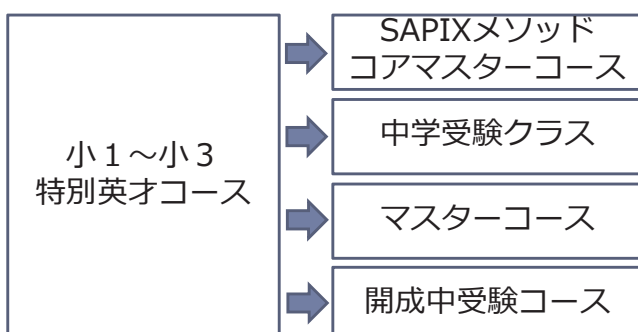 小１～小３
特別英才コース
SAPIXメソッド
コアマスターコース
中学受験クラス
マスターコース
開成中受験コース